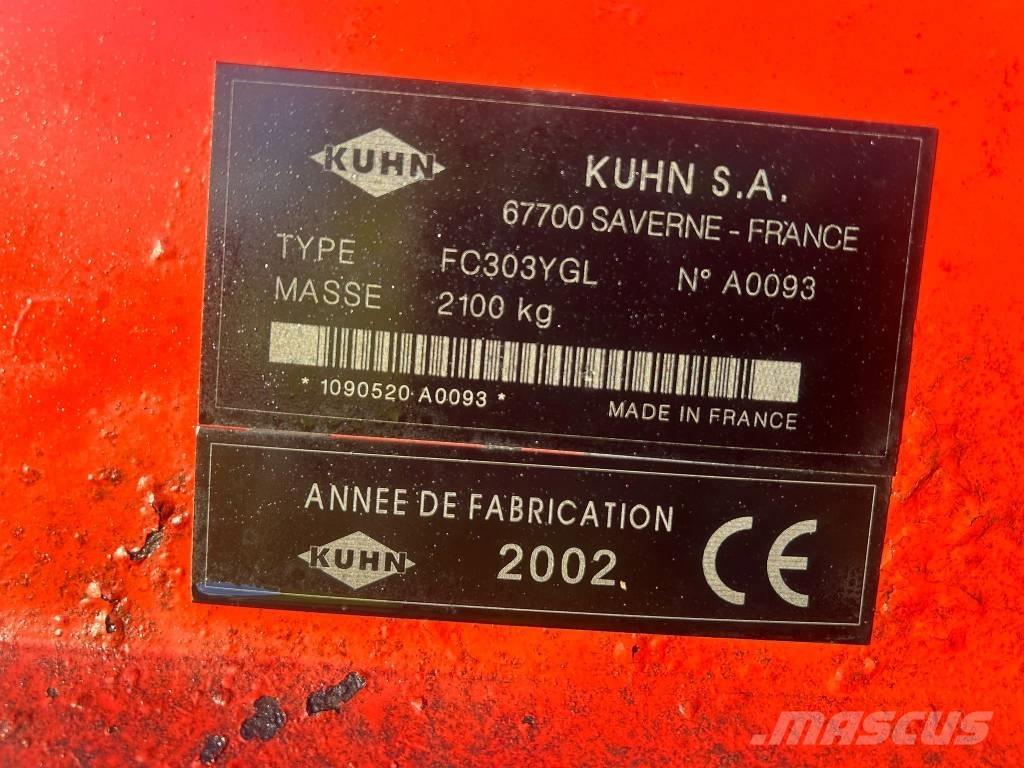 KUHN
KUHN S.A.
67700 SAVERNE - FRANCE
TYPE FC303YGL N° A0093
MASSE 2100 kg
* 1090520 A0093 *
MADE IN FRANCE
ANNEE DE FABRICATION
KUHN 2002 CE
MASCUS